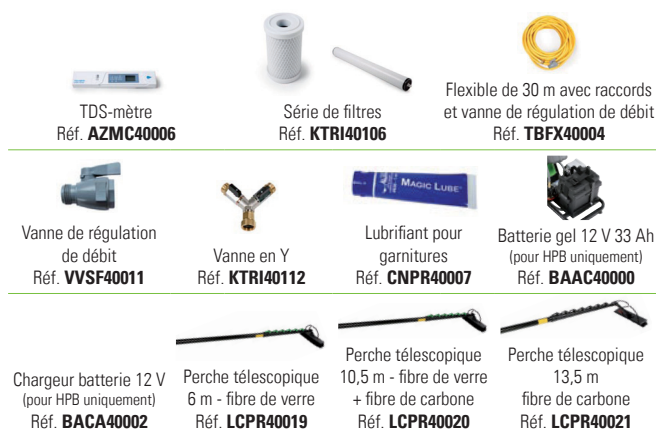 TDS-mètre
Réf. AZMC40006
Série de filtres
Réf. KTRI40106
Flexible de 30 m avec raccords
et vanne de régulation de débit
Réf. TBFX40004
Vanne de régulation
de débit
Réf. VVSF40011
Vanne en Y
Réf. KTRI40112
MAGIC LUBE
Lubrifiant pour
garnitures
Réf. CNPR40007
Batterie gel 12 V 33 Ah
(pour HPB uniquement)
Réf. BAAC40000
Chargeur batterie 12 V
(pour HPB uniquement)
Réf. BACA40002
Perche télescopique
6 m - fibre de verre
Réf. LCPR40019
Perche télescopique
10,5 m - fibre de verre
+ fibre de carbone
Réf. LCPR40020
Perche télescopique
13,5 m
fibre de carbone
Réf. LCPR40021